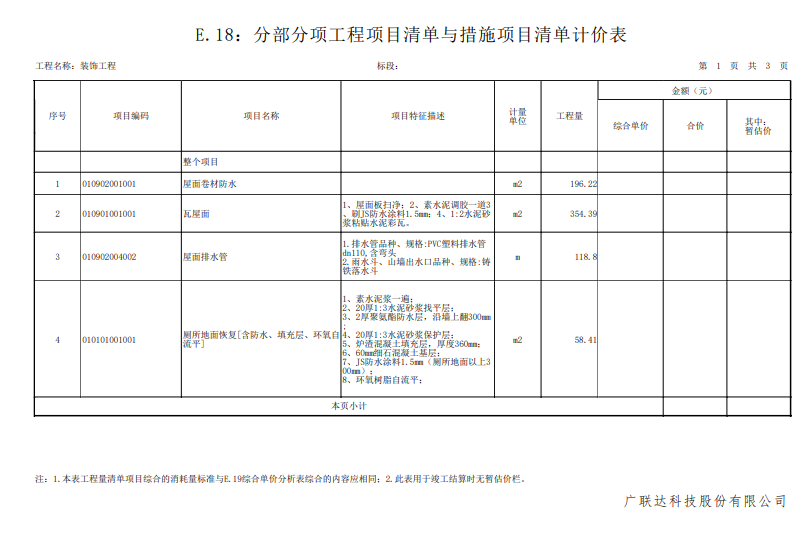 E.18：分部分项工程项目清单与措施项目清单计价表
工程名称：装饰工程 标段： 第 1 页 共 3 页
序号 项目编码 项目名称 项目特征描述 计量单位 工程量 金额（元）
综合单价 合价 其中：暂估价
整个项目
1 010902001001 屋面卷材防水 m2 196.22
2 010901001001 瓦屋面 m2 354.39
1、屋面板扫净；2、素水泥调胶一道3
、刷JS防水涂料1.5mm；4、1:2水泥砂
浆粘贴水泥彩瓦。
3 010902004002 屋面排水管 m 118.8
1.排水管品种、规格:PVC塑料排水管
dn110,含弯头
2.雨水斗、山墙出水口品种、规格:铸
铁落水斗
4 010101001001 厕所地面恢复[含防水、填充层、环氧自
流平] m2 58.41
1、素水泥浆一遍；
2、20厚1:3水泥砂浆找平层；
3、2厚聚氨酯防水层，沿墙上翻300mm
；
4、20厚1:3水泥砂浆保护层；
5、炉渣混凝土填充层，厚度360mm；
6、60mm细石混凝土基层；
7、JS防水涂料1.5mm（厕所地面以上3
00mm）；
8、环氧树脂自流平；
本页小计
注：1.本表工程量清单项目综合的消耗量标准与E.19综合单价分析表综合的内容应相同；2.此表用于竣工结算时无暂估价栏。
广联达科技股份有限公司